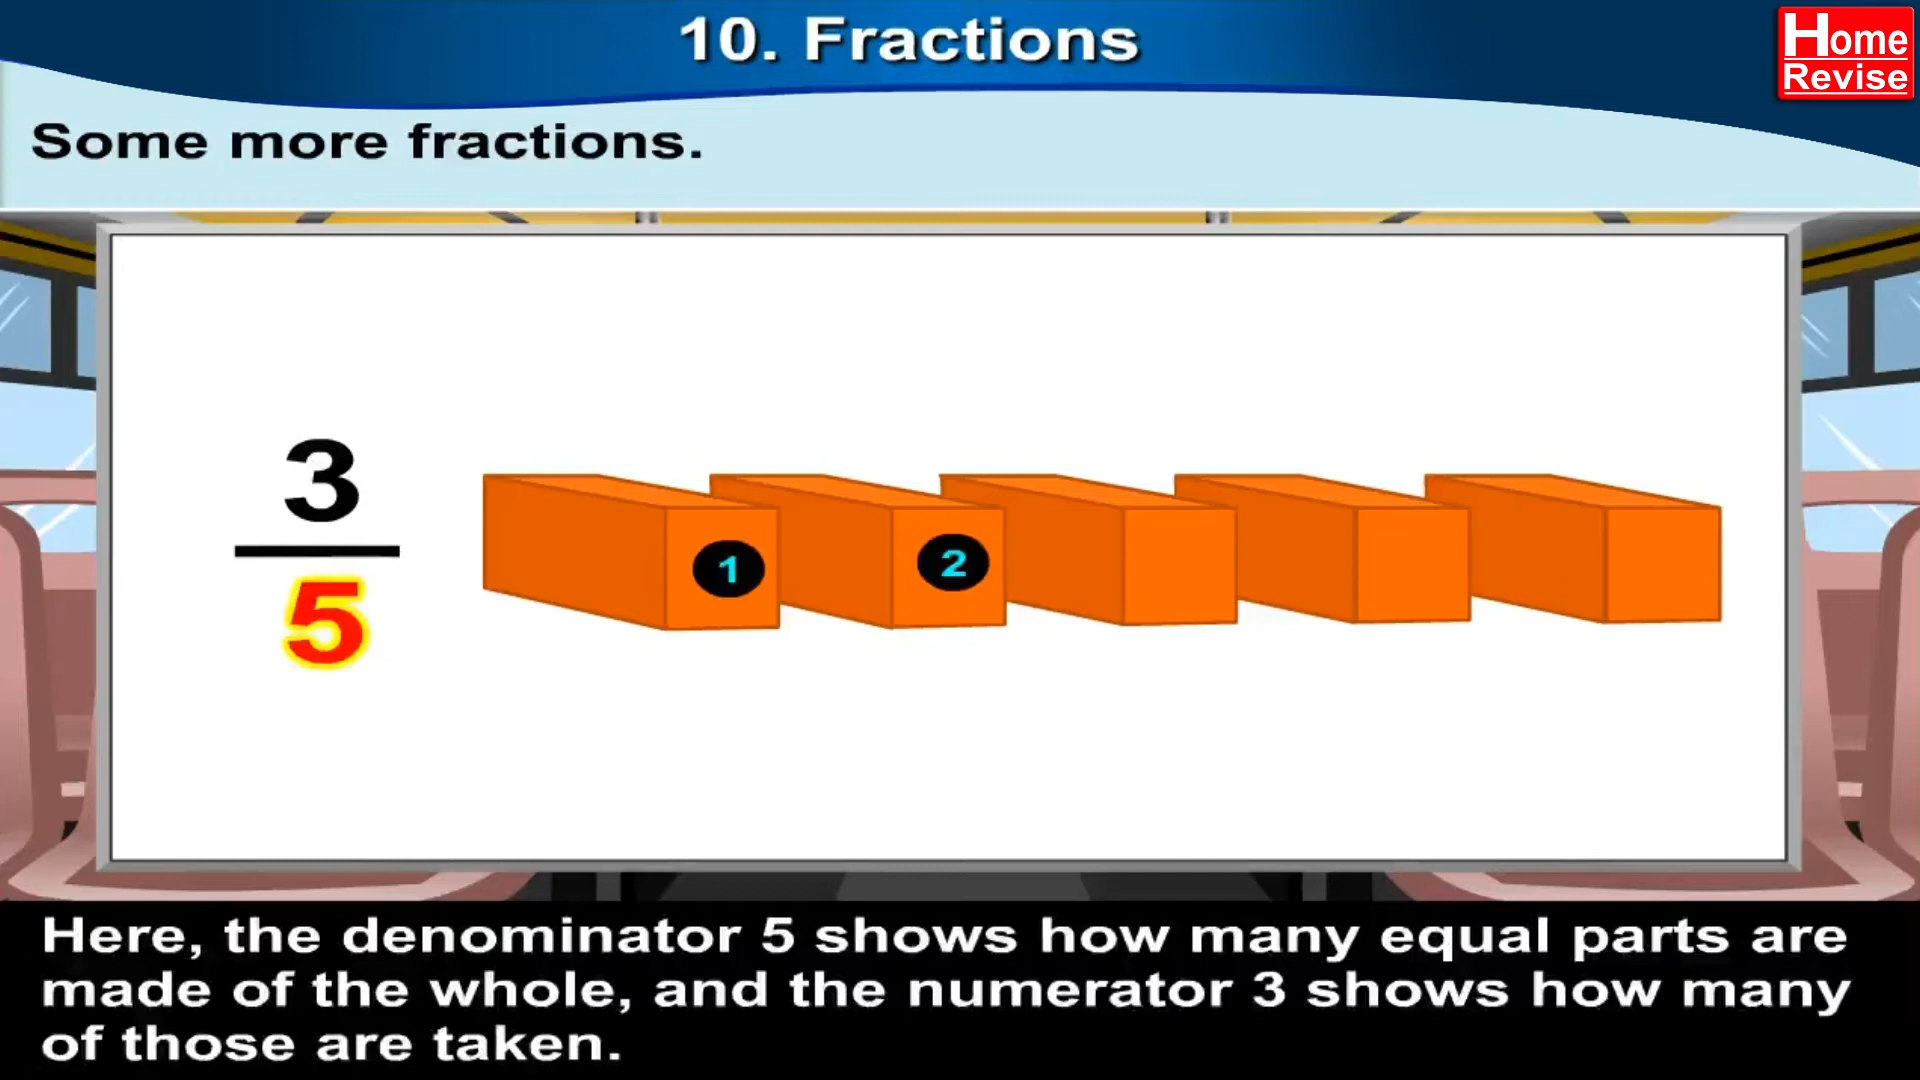 10. Fractions
Home
Revise
Some more fractions.
3
5
1
2
Here, the denominator 5 shows how many equal parts are
made of the whole, and the numerator 3 shows how many
of those are taken.